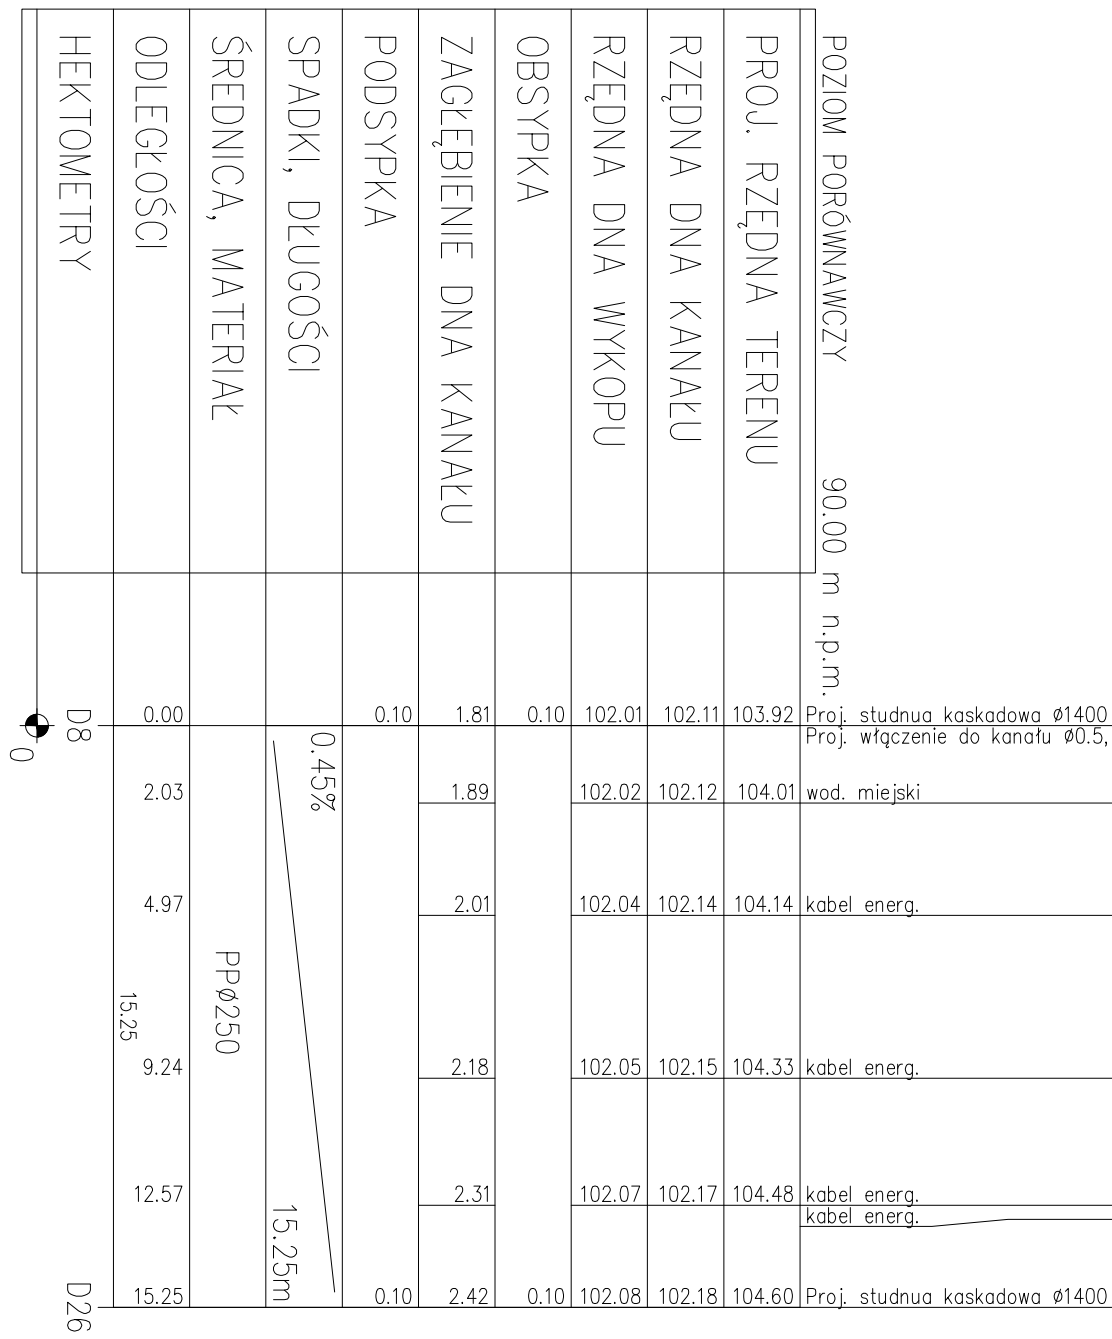 POZIOM PORÓWNAWCZY 90.00 m n.p.m.
PROJ. RZĘDNA TERENU
RZĘDNA DNA KANAŁU
RZĘDNA DNA WYKOPU
OBSYPKA
ZAGŁĘBIENIE DNA KANAŁU
PODSYPKA
SPADKI, DŁUGOŚCI
ŚREDNICA, MATERIAŁ
ODLEGŁOŚCI
HEKTOMETRY
D8 0.00 0.10 1.81 0.10 102.01 102.11 103.92 Proj. studnua kaskadowa ø1400
Proj. włączenie do kanału ø0.5,
0
0.45%
2.03 1.89 102.02 102.12 104.01 wod. miejski
4.97 2.01 102.04 102.14 104.14 kabel energ.
PPø250
15.25
9.24 2.18 102.05 102.15 104.33 kabel energ.
12.57 2.31 102.07 102.17 104.48 kabel energ.
kabel energ.
15.25m
D26 15.25 0.10 2.42 0.10 102.08 102.18 104.60 Proj. studnua kaskadowa ø1400